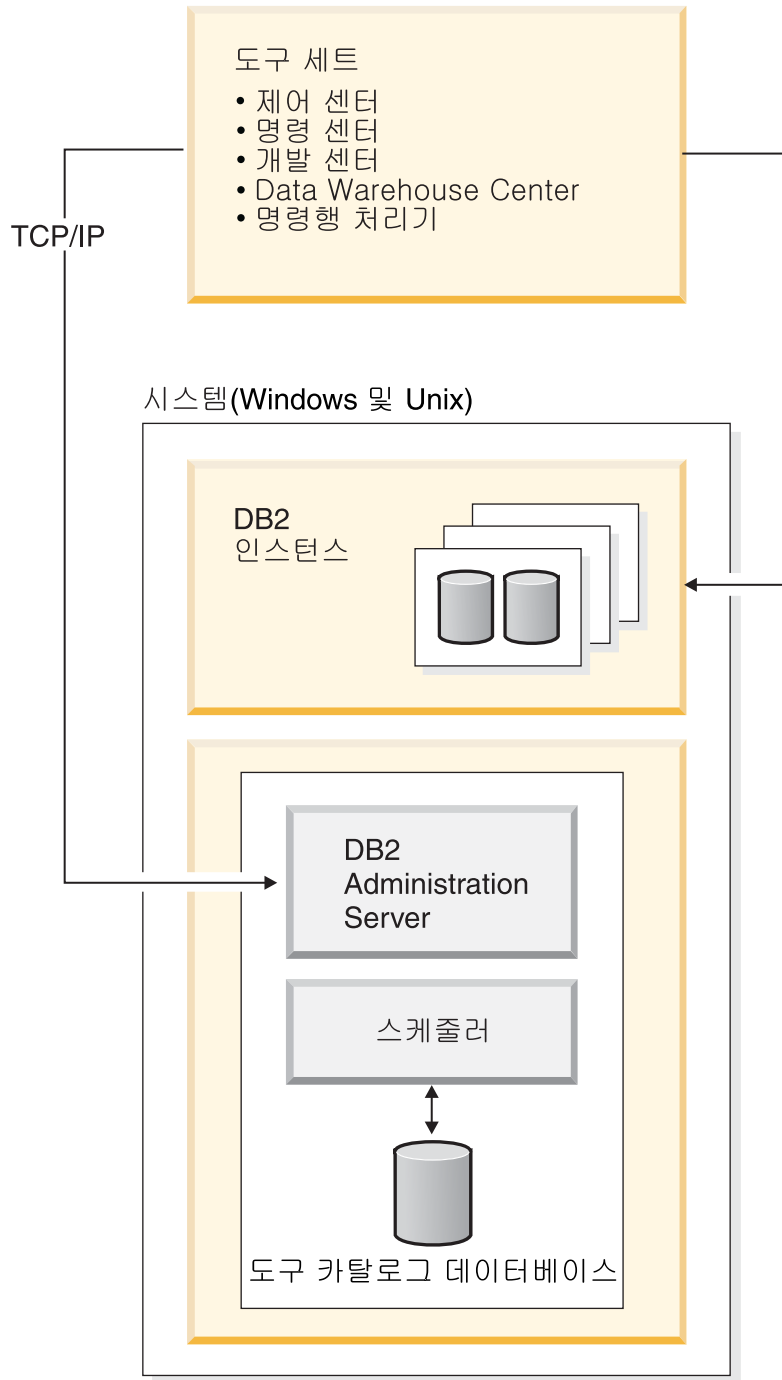 도구 세트
• 제어 센터
• 명령 센터
• 개발 센터
• Data Warehouse Center
• 명령행 처리기
TCP/IP
시스템(Windows 및 Unix)
DB2
인스턴스
DB2
Administration
Server
스케줄러
도구 카탈로그 데이터베이스